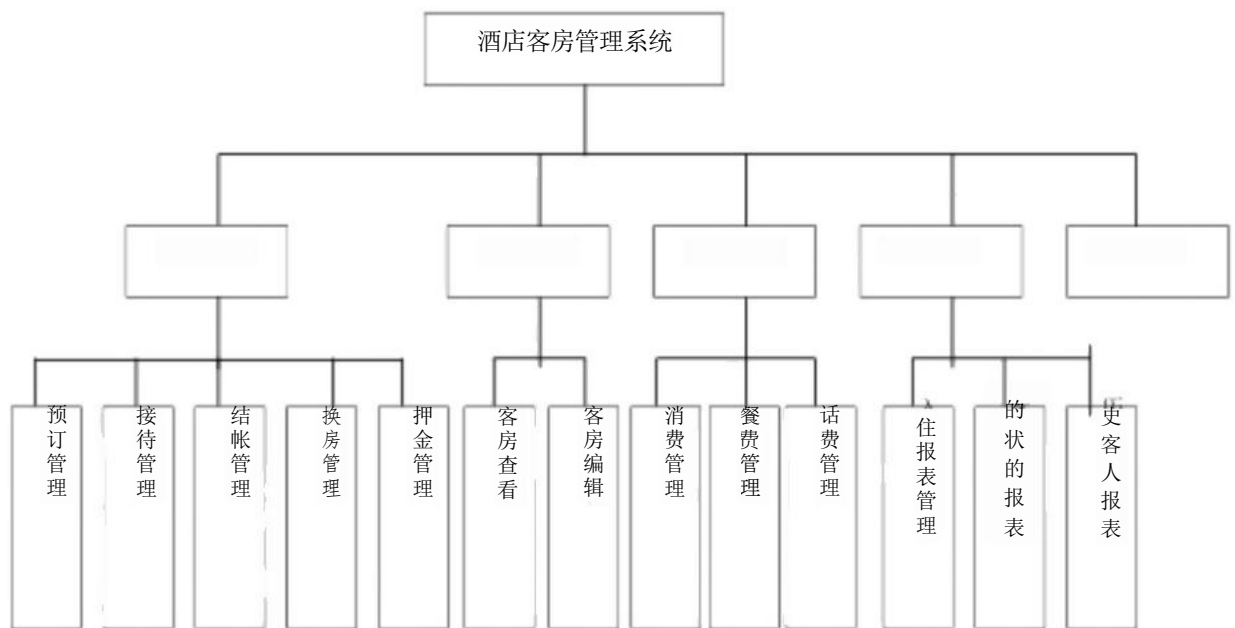 酒店客房管理系统
预订管理
接待管理
结帐管理
换房管理
押金管理
客房查看
客房编辑
消费管理
餐费管理
话费管理
住报表管理
的状的报表
史客人报表